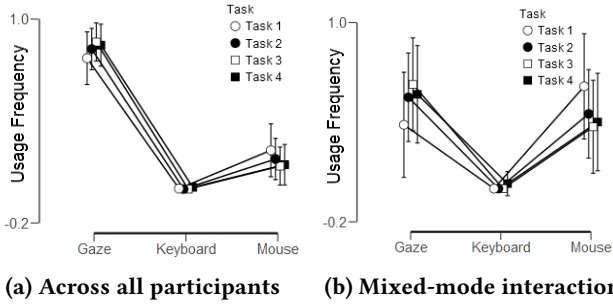 Task
Task 1
Task 2
Task 3
Task 4
1.0
Usage Frequency
-0.2
Gaze Keyboard Mouse
(a) Across all participants
Task
Task 1
Task 2
Task 3
Task 4
1.0
Usage Frequency
-0.2
Gaze Keyboard Mouse
(b) Mixed-mode interaction